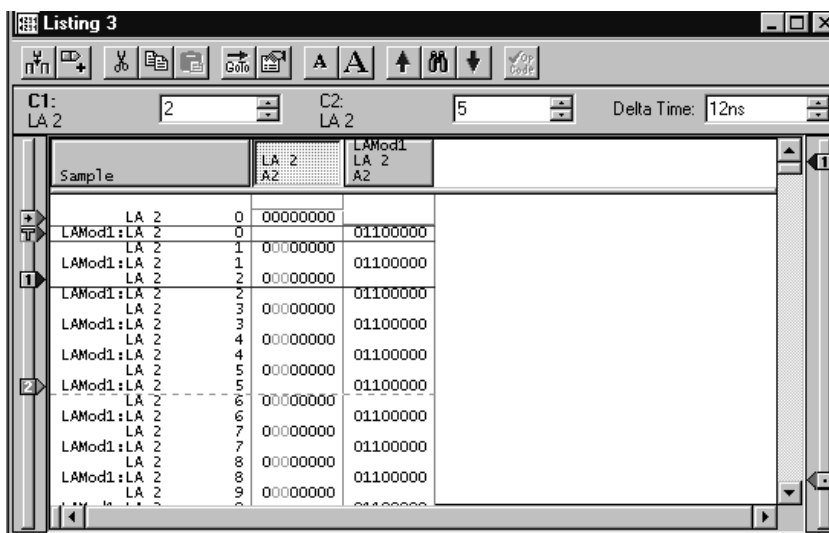 Listing 3
GoTo A A Op Code
C1: 2 C2: 5 Delta Time: 12ns
LA 2 LA 2
LAMod1
Sample LA 2 LA 2
A2 A2
LA 2 0 00000000
LAMod1:LA 2 0 01100000
LA 2 1 00000000
LAMod1:LA 2 1 01100000
LA 2 2 00000000
LAMod1:LA 2 2 01100000
LA 2 3 00000000
LAMod1:LA 2 3 01100000
LA 2 4 00000000
LAMod1:LA 2 4 01100000
LA 2 5 00000000
LAMod1:LA 2 5 01100000
LA 2 6 00000000
LAMod1:LA 2 6 01100000
LA 2 7 00000000
LAMod1:LA 2 7 01100000
LA 2 8 00000000
LAMod1:LA 2 8 01100000
LA 2 9 00000000